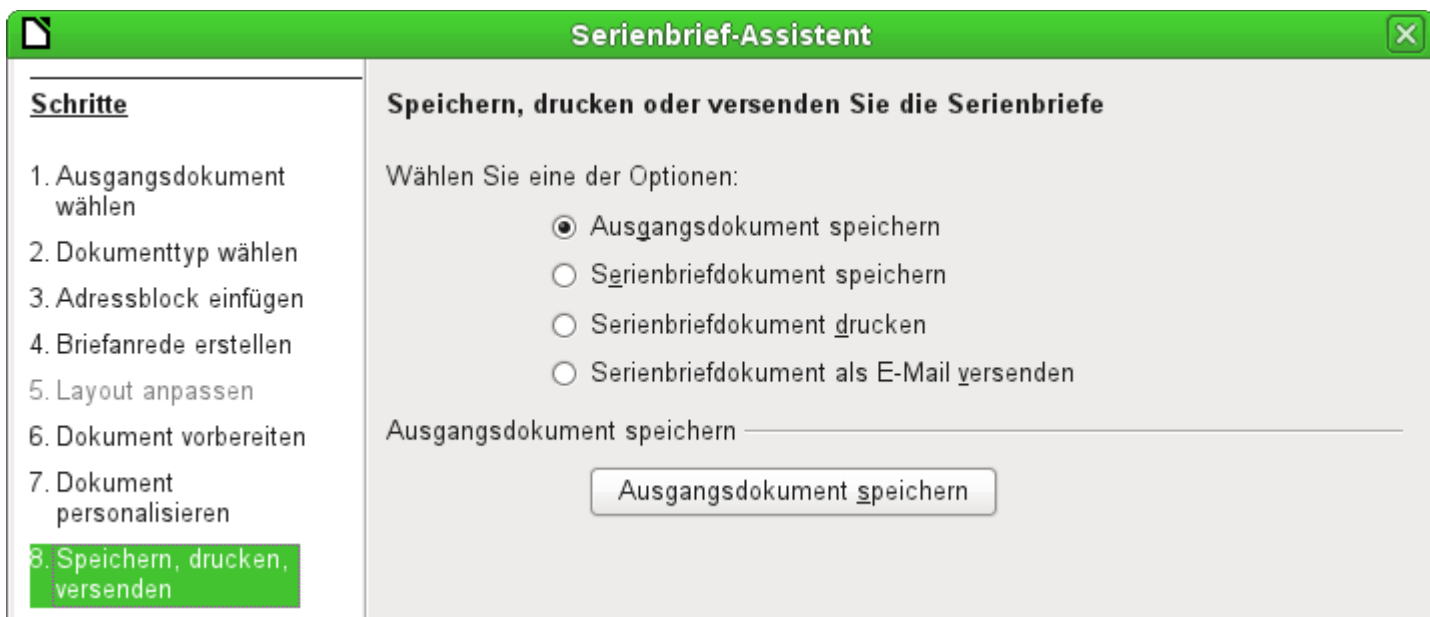 Serienbrief-Assistent
Schritte
1. Ausgangsdokument
wählen
2. Dokumenttyp wählen
3. Adressblock einfügen
4. Briefanrede erstellen
5. Layout anpassen
6. Dokument vorbereiten
7. Dokument
personalisieren
8. Speichern, drucken,
versenden
Speichern, drucken oder versenden Sie die Serienbriefe
Wählen Sie eine der Optionen:
Ausgangsdokument speichern
Serienbriefdokument speichern
Serienbriefdokument drucken
Serienbriefdokument als E-Mail versenden
Ausgangsdokument speichern
Ausgangsdokument speichern